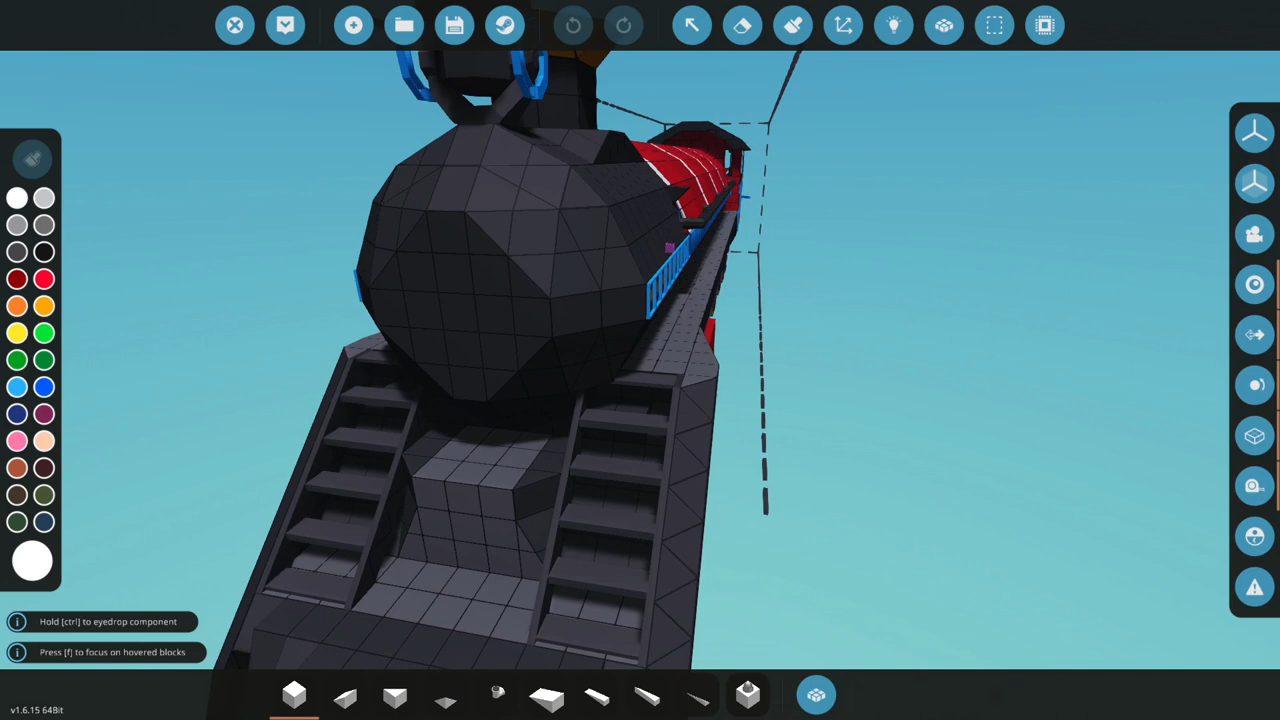 Hold [ctrl] to eyedrop component
Press [f] to focus on hovered blocks
v1.6.15 64Bit